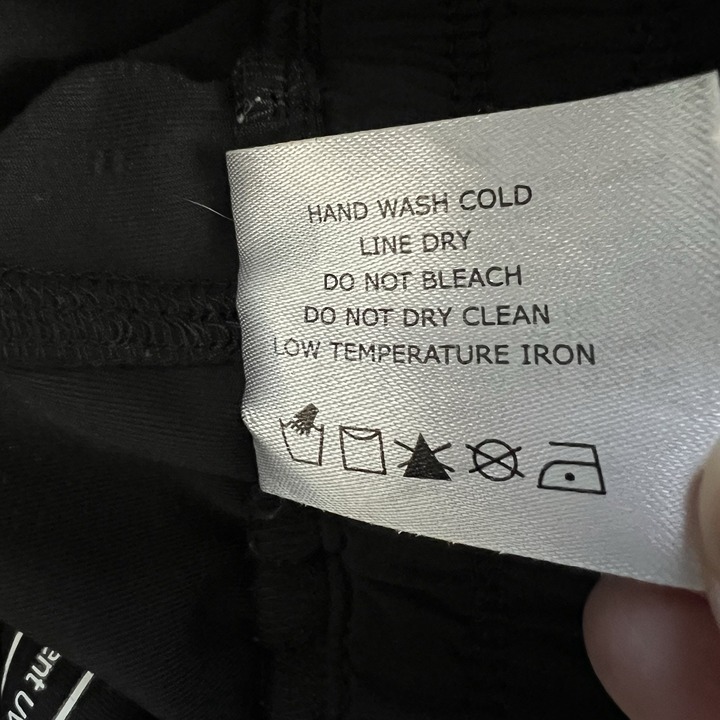 HAND WASH COLD
LINE DRY
DO NOT BLEACH
DO NOT DRY CLEAN
LOW TEMPERATURE IRON